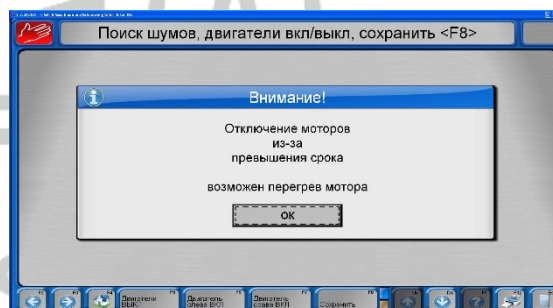 Поиск шумов, двигатели вкл/выкл, сохранить <F8>
Внимание!
Отключение моторов
из-за
превышения срока
возможен перегрев мотора
ОК
Двигатели
ВЫКЛ
Двигатель
слева ВКЛ
Двигатель
справа ВКЛ
Сохранить